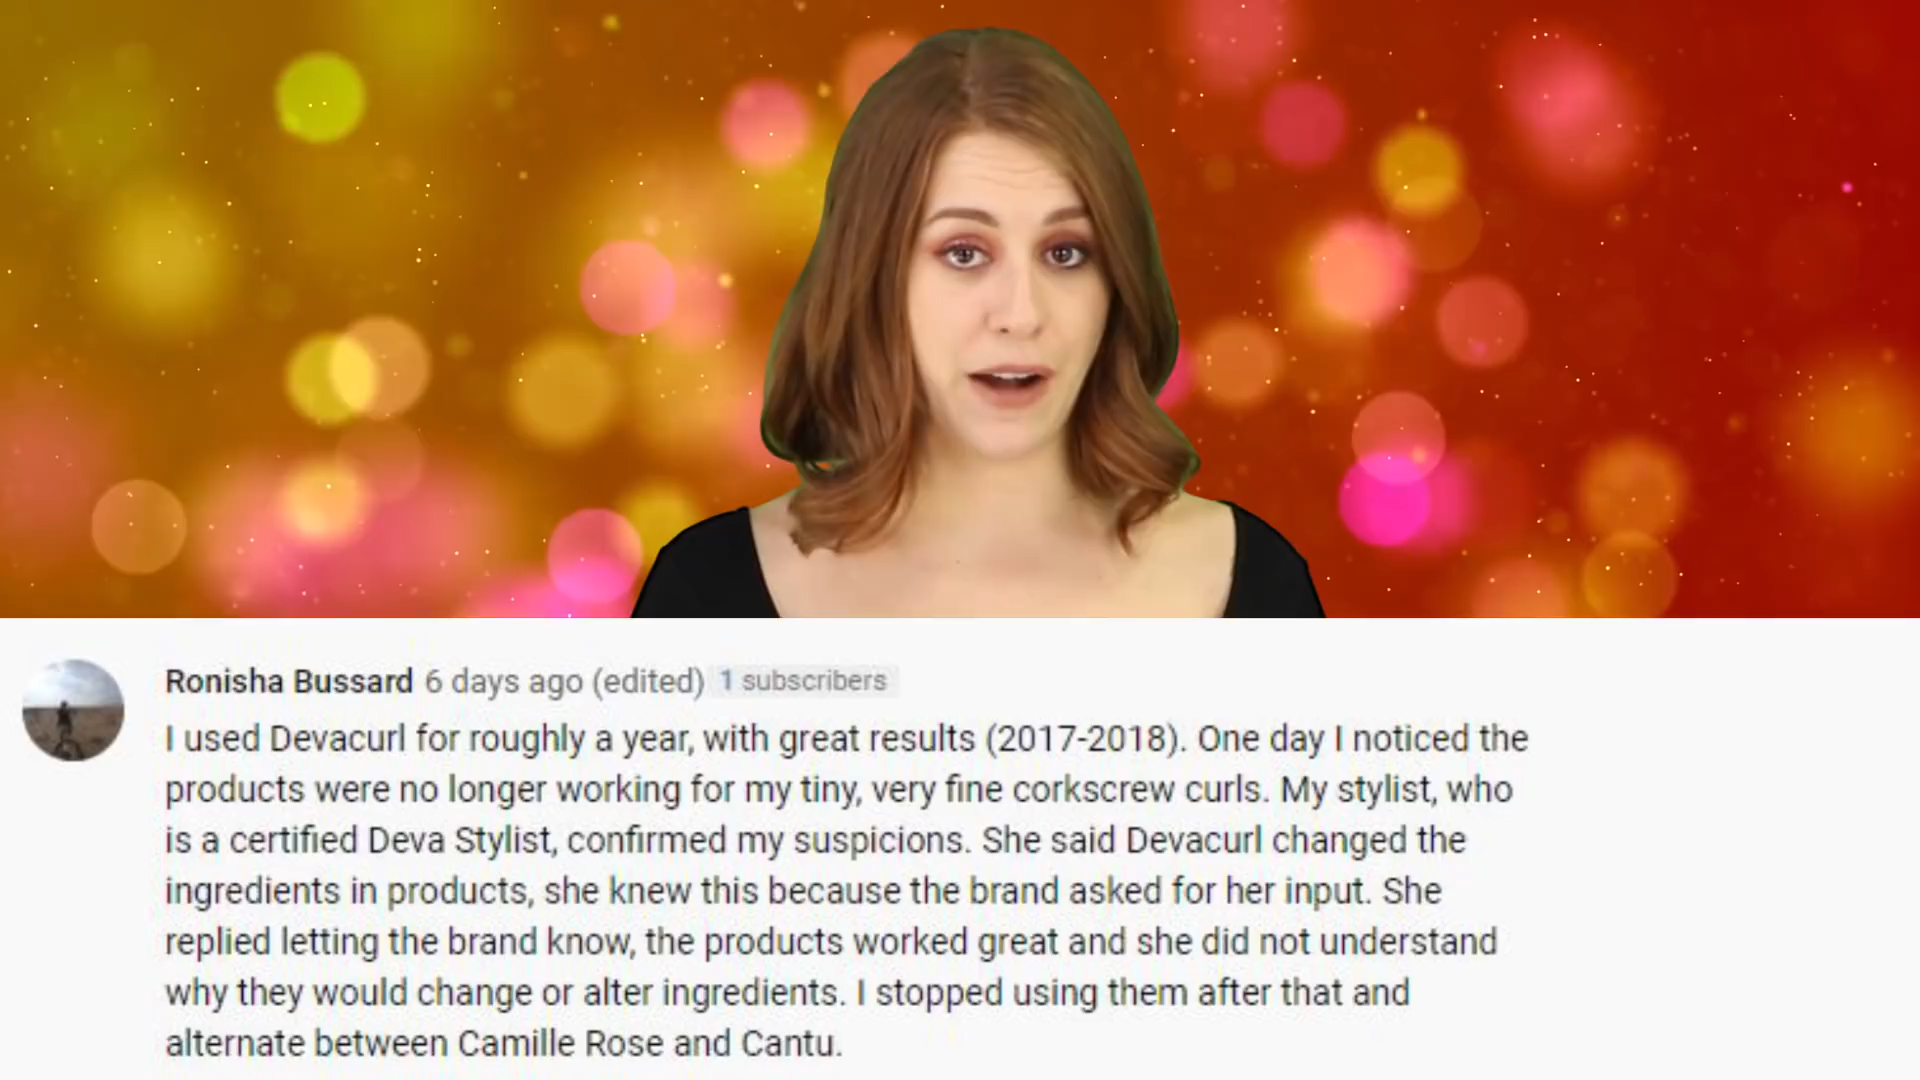 Ronisha Bussard 6 days ago (edited) 1 subscribers
I used Devacurl for roughly a year, with great results (2017-2018). One day I noticed the
products were no longer working for my tiny, very fine corkscrew curls. My stylist, who
is a certified Deva Stylist, confirmed my suspicions. She said Devacurl changed the
ingredients in products, she knew this because the brand asked for her input. She
replied letting the brand know, the products worked great and she did not understand
why they would change or alter ingredients. I stopped using them after that and
alternate between Camille Rose and Cantu.